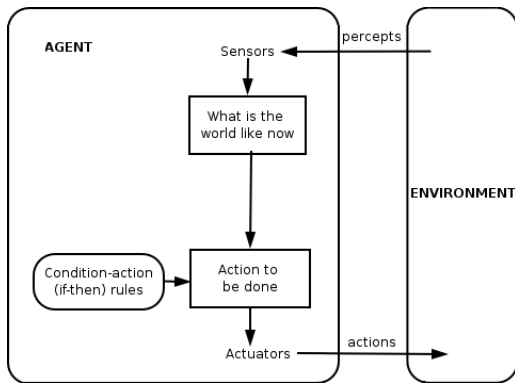 AGENT
Sensors
percepts
What is the
world like now
ENVIRONMENT
Condition-action
(if-then) rules
Action to
be done
Actuators
actions